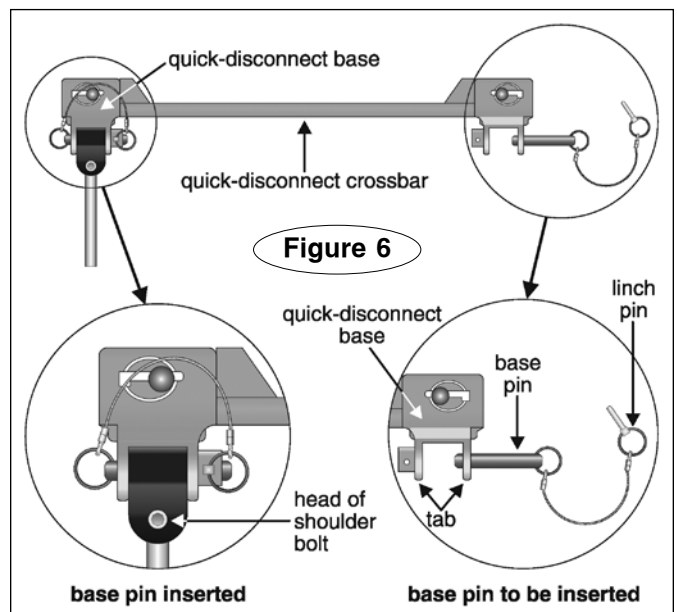 quick-disconnect base
quick-disconnect crossbar
Figure 6
quick-disconnect
base
linch
pin
base
pin
tab
head of
shoulder
bolt
base pin inserted
base pin to be inserted